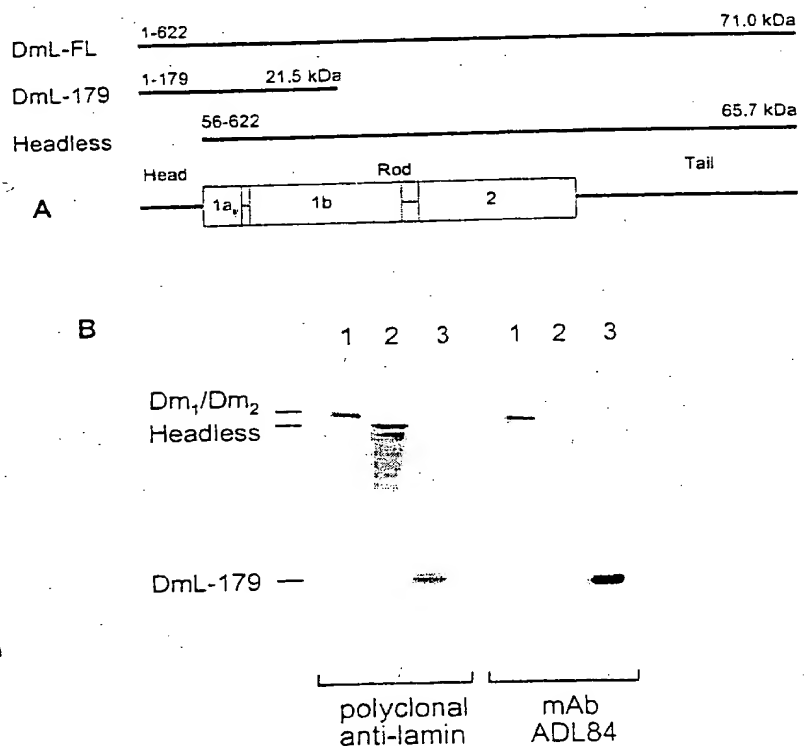 1-622 71.0 kDa
DmL-FL
1-179 21.5 kDa
DmL-179
56-622 65.7 kDa
Headless
Head Rod Tail
A 1a 1b 2
B
1 2 3 1 2 3
Dm₁/Dm₂
Headless
DmL-179
polyclonal mAb
anti-lamin ADL84